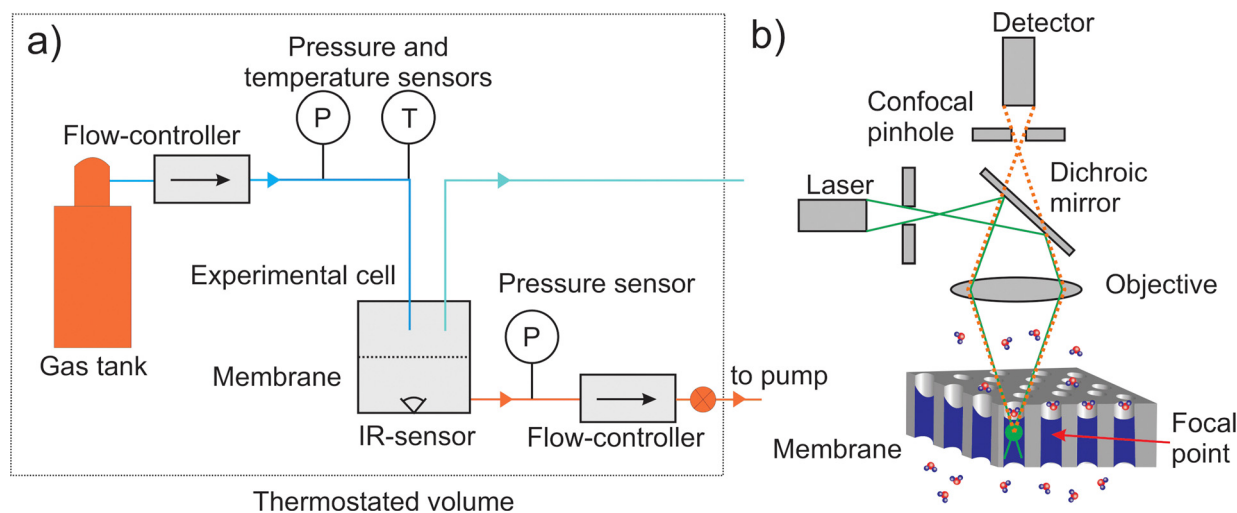 a)
Pressure and
temperature sensors
P
T
Flow-controller
Gas tank
Experimental cell
Pressure sensor
P
Membrane
IR-sensor
Flow-controller
to pump
Thermostated volume
b)
Detector
Confocal
pinhole
Laser
Dichroic
mirror
Objective
Membrane
Focal
point